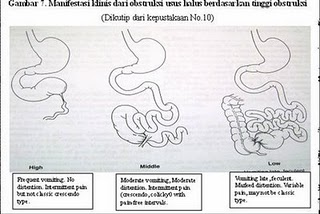 Gambar 7. Manifestasi klinis dari obstruksi usus halus berdasarkan tinggi obstruksi
(Dikutip dari kepustakaan No.10)
High
Middle
Low
Frequent vomiting. No
distention. Intermittent pain
but not classic crescendo
type.
Moderate vomiting, Moderate
distention. Intermittent pain
(crescendo, colicky) with
pain free intervals.
Vomiting late, feculent.
Marked distention. Variable
pain, may not be classic
type.